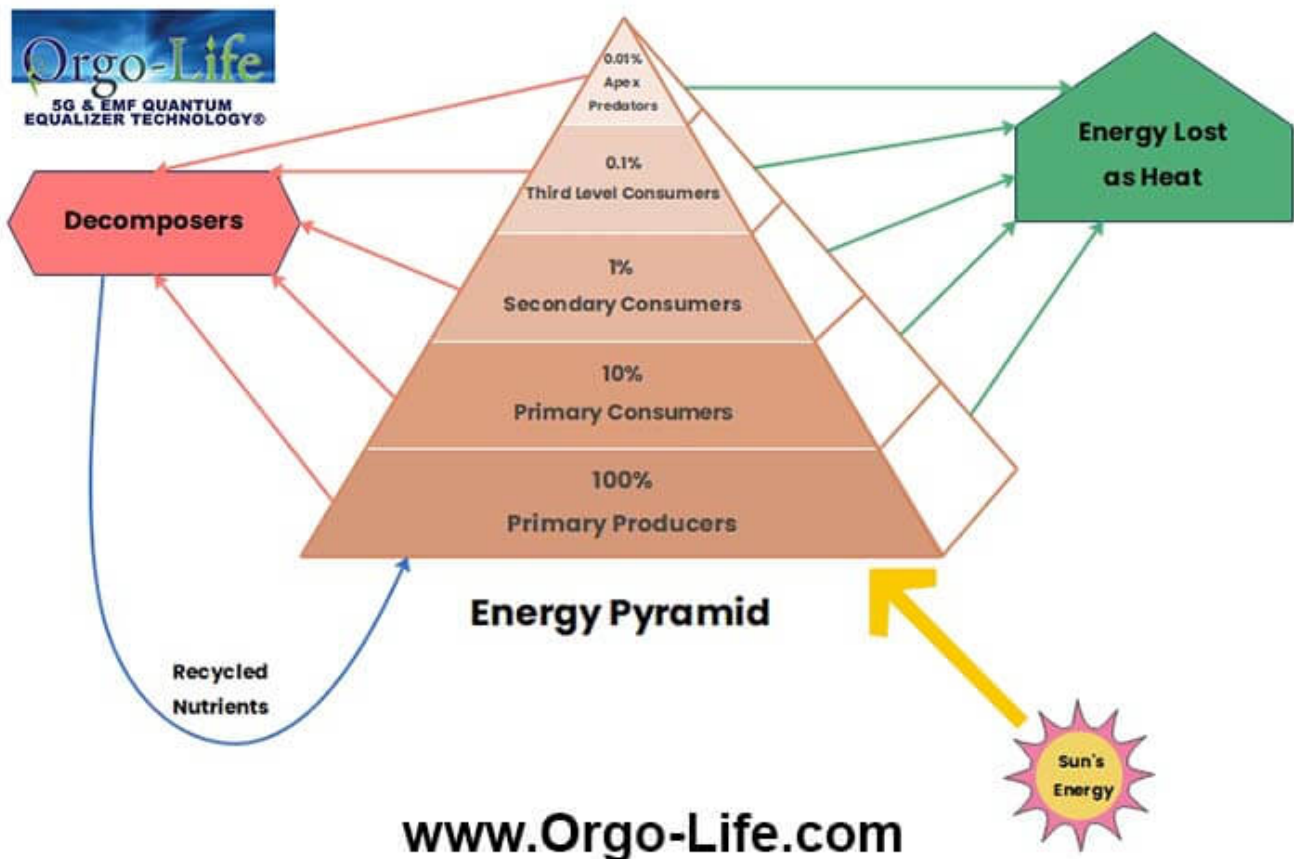 Orgo-Life
5G & EMF QUANTUM
EQUALIZER TECHNOLOGY®
0.01%
Apex
Predators
Energy Lost
as Heat
0.1%
Third Level Consumers
Decomposers
1%
Secondary Consumers
10%
Primary Consumers
100%
Primary Producers
Energy Pyramid
Recycled
Nutrients
Sun's
Energy
www.Orgo-Life.com